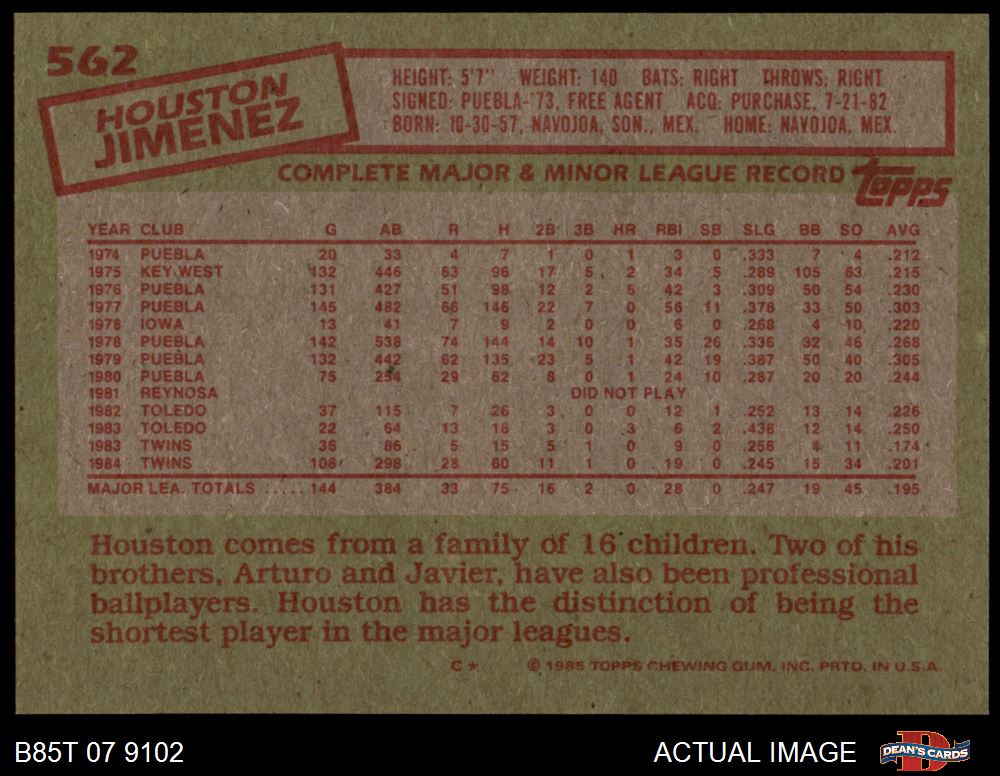 562
HOUSTON
JIMENEZ
HEIGHT: 5'7" WEIGHT: 140 BATS: RIGHT THROWS: RIGHT
SIGNED: PUEBLA-'73, FREE AGENT ACQ: PURCHASE, 7-21-82
BORN: 10-30-57, NAVOJOA, SON., MEX. HOME: NAVOJOA, MEX.
COMPLETE MAJOR & MINOR LEAGUE RECORD topps
YEAR CLUB G AB R H 2B 3B HR RBI SB SLG BB SO AVG
1974 PUEBLA 20 33 4 7 1 0 1 3 0 .333 7 4 .212
1975 KEY WEST 132 446 63 96 17 5 2 34 5 .289 105 63 .215
1976 PUEBLA 131 427 51 98 12 2 6 42 3 .309 50 54 .230
1977 PUEBLA 145 482 66 146 22 7 0 56 11 .378 33 50 .303
1978 IOWA 13 41 7 9 2 0 0 6 0 .268 4 10 .220
1978 PUEBLA 142 538 74 144 14 10 1 35 26 .336 32 46 .268
1979 PUEBLA 132 442 62 135 23 5 1 42 19 .387 50 40 .305
1980 PUEBLA 75 254 29 62 8 0 1 24 10 .287 20 20 .244
1981 REYNOSA DID NOT PLAY
1982 TOLEDO 37 115 7 26 3 0 0 12 1 .252 13 14 .226
1983 TOLEDO 22 64 13 16 3 0 3 6 2 .438 12 14 .250
1983 TWINS 36 86 5 15 5 1 0 9 0 .256 4 11 .174
1984 TWINS 108 298 28 60 11 1 0 19 0 .245 15 34 .201
MAJOR LEA. TOTALS ..... 144 384 33 75 16 2 0 28 0 .247 19 45 .195
Houston comes from a family of 16 children. Two of his
brothers, Arturo and Javier, have also been professional
ballplayers. Houston has the distinction of being the
shortest player in the major leagues.
C* © 1985 TOPPS CHEWING GUM, INC. PRTD. IN U.S.A.
B85T 07 9102 ACTUAL IMAGE DEAN'S CARDS